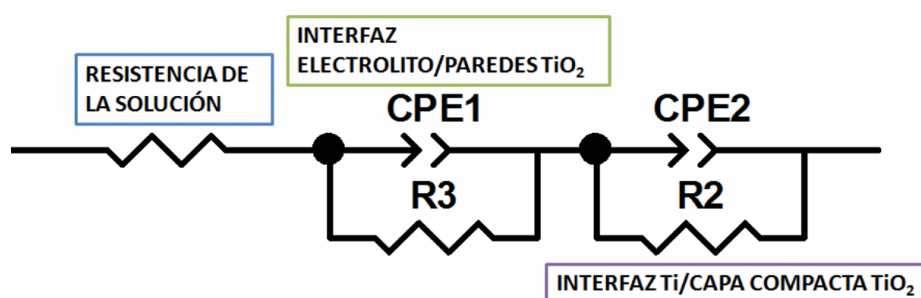 INTERFAZ
ELECTROLITO/PAREDES TiO₂
RESISTENCIA DE
LA SOLUCIÓN
CPE1
CPE2
R3
R2
INTERFAZ Ti/CAPA COMPACTA TiO₂